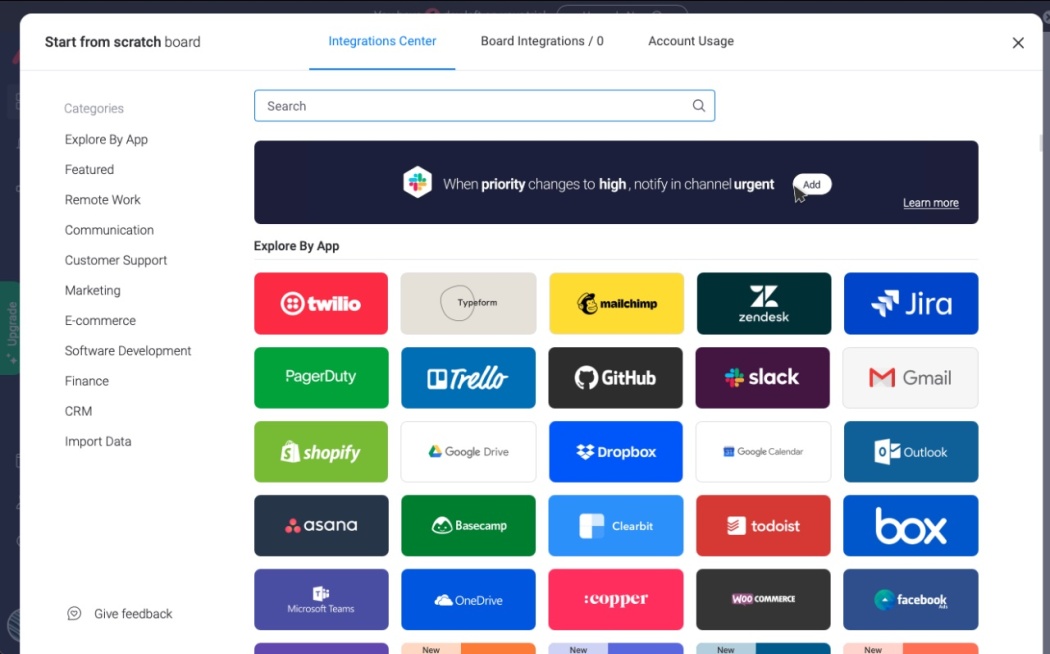 Start from scratch board
Integrations Center
Board Integrations / 0
Account Usage
Categories
Explore By App
Featured
Remote Work
Communication
Customer Support
Marketing
E-commerce
Software Development
Finance
CRM
Import Data
Give feedback
Upgrade
Search
When priority changes to high, notify in channel urgent
Add
Learn more
Explore By App
twilio
Typeform
mailchimp
zendesk
Jira
PagerDuty
Trello
GitHub
slack
Gmail
shopify
Google Drive
Dropbox
Google Calendar
Outlook
asana
Basecamp
Clearbit
todoist
box
Microsoft Teams
OneDrive
:copper
WOO COMMERCE
facebook Ads
New
New
New
New